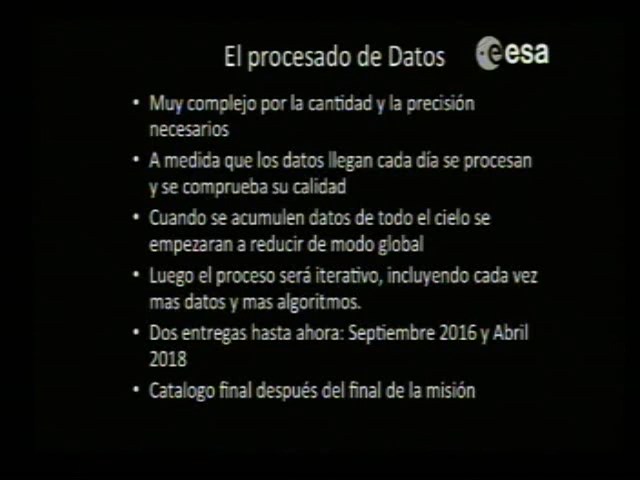 El procesado de Datos
esa
• Muy complejo por la cantidad y la precisión
necesarios
• A medida que los datos llegan cada día se procesan
y se comprueba su calidad
• Cuando se acumulen datos de todo el cielo se
empezaran a reducir de modo global
• Luego el proceso será iterativo, incluyendo cada vez
mas datos y mas algoritmos.
• Dos entregas hasta ahora: Septiembre 2016 y Abril
2018
• Catalogo final después del final de la misión